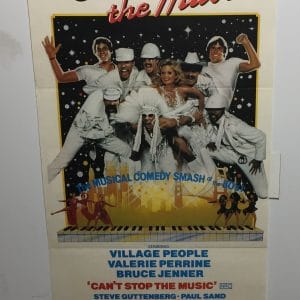 the Music
THE MUSICAL COMEDY SMASH of the 80's
STARRING
VILLAGE PEOPLE
VALERIE PERRINE
BRUCE JENNER
'CAN'T STOP THE MUSIC'
STEVE GUTTENBERG · PAUL SAND